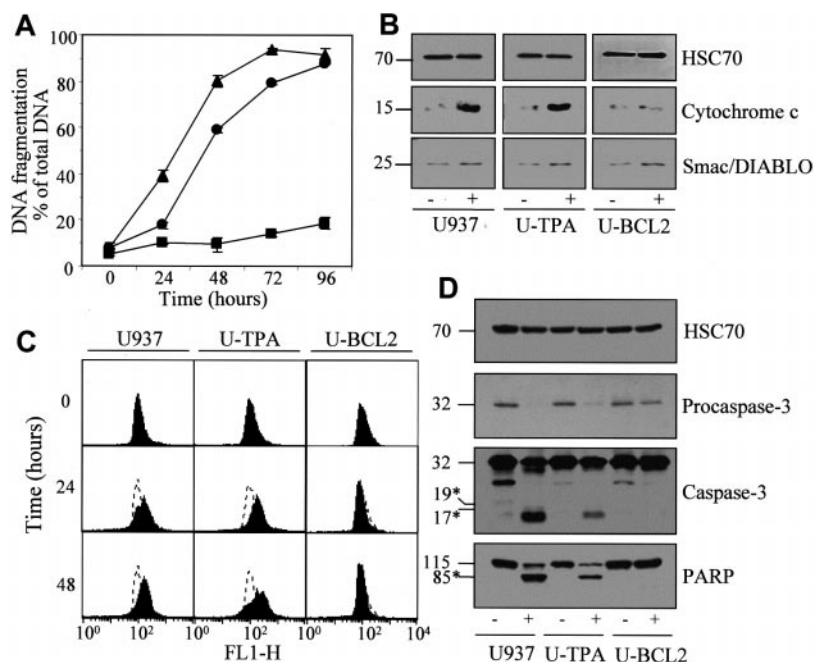 A
DNA fragmentation
% of total DNA
100
80
60
40
20
0
0 24 48 72 96
Time (hours)
B
70 HSC70
15 Cytochrome c
25 Smac/DIABLO
- + - + - +
U937 U-TPA U-BCL2
C
U937 U-TPA U-BCL2
Time (hours)
0
24
48
10⁰ 10² 10⁰ 10² 10⁰ 10² 10⁴
FL1-H
D
70 HSC70
32 Procaspase-3
32
19*
17*
Caspase-3
115
85*
PARP
- + - + - +
U937 U-TPA U-BCL2